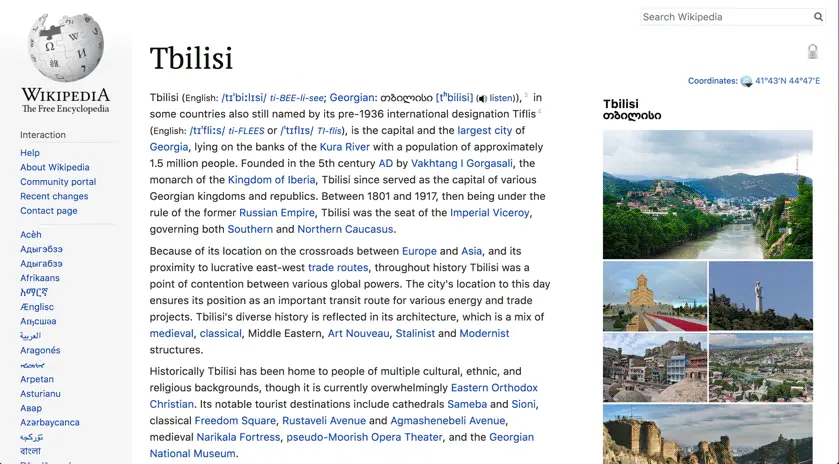 Search Wikipedia
WIKIPEDIA
The Free Encyclopedia
Interaction
Help
About Wikipedia
Community portal
Recent changes
Contact page
Acèh
Адыгэбзэ
Адыгабзэ
Afrikaans
አማርኛ
Ænglisc
Аҧсшәа
العربية
Aragonés
Arpetan
Asturianu
Авар
Azərbaycanca
تۆرکجه
বাংলা
Tbilisi
Coordinates: 41°43′N 44°47′E
Tbilisi (English: /tɪˈbiːlɪsi/ ti-BEE-li-see; Georgian: თბილისი [tʰbilisi] (listen)), 3 in
some countries also still named by its pre-1936 international designation Tiflis 4
(English: /tɪˈfliːs/ ti-FLEES or /ˈtɪflɪs/ TI-flis), is the capital and the largest city of
Georgia, lying on the banks of the Kura River with a population of approximately
1.5 million people. Founded in the 5th century AD by Vakhtang I Gorgasali, the
monarch of the Kingdom of Iberia, Tbilisi since served as the capital of various
Georgian kingdoms and republics. Between 1801 and 1917, then being under the
rule of the former Russian Empire, Tbilisi was the seat of the Imperial Viceroy,
governing both Southern and Northern Caucasus.
Because of its location on the crossroads between Europe and Asia, and its
proximity to lucrative east-west trade routes, throughout history Tbilisi was a
point of contention between various global powers. The city's location to this day
ensures its position as an important transit route for various energy and trade
projects. Tbilisi's diverse history is reflected in its architecture, which is a mix of
medieval, classical, Middle Eastern, Art Nouveau, Stalinist and Modernist
structures.
Historically Tbilisi has been home to people of multiple cultural, ethnic, and
religious backgrounds, though it is currently overwhelmingly Eastern Orthodox
Christian. Its notable tourist destinations include cathedrals Sameba and Sioni,
classical Freedom Square, Rustaveli Avenue and Agmashenebeli Avenue,
medieval Narikala Fortress, pseudo-Moorish Opera Theater, and the Georgian
National Museum.
Tbilisi
თბილისი